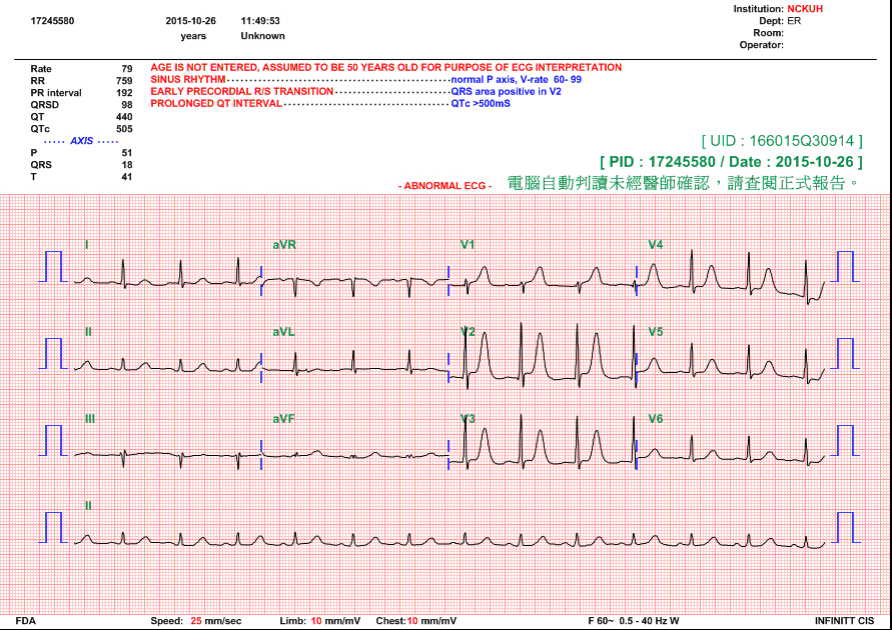 Institution: NCKUH
17245580 2015-10-26 11:49:53 Dept: ER
years Unknown Room:
Operator:
Rate 79 AGE IS NOT ENTERED, ASSUMED TO BE 50 YEARS OLD FOR PURPOSE OF ECG INTERPRETATION
RR 759 SINUS RHYTHM - - - - - - - - - - normal P axis, V-rate 60- 99
PR interval 192 EARLY PRECORDIAL R/S TRANSITION - - - - - - - - - - QRS area positive in V2
QRSD 98 PROLONGED QT INTERVAL - - - - - - - - - - QTc >500mS
QT 440
QTc 505
- - - - - AXIS - - - - -
P 51
QRS 18
T 41
[ UID : 166015Q30914 ]
[ PID : 17245580 / Date : 2015-10-26 ]
- ABNORMAL ECG - 電腦自動判讀未經醫師確認，請查閱正式報告。
I aVR V1 V4
II aVL V2 V5
III aVF V3 V6
II
FDA Speed: 25 mm/sec Limb: 10 mm/mV Chest: 10 mm/mV F 60~ 0.5 - 40 Hz W INFINITT CIS